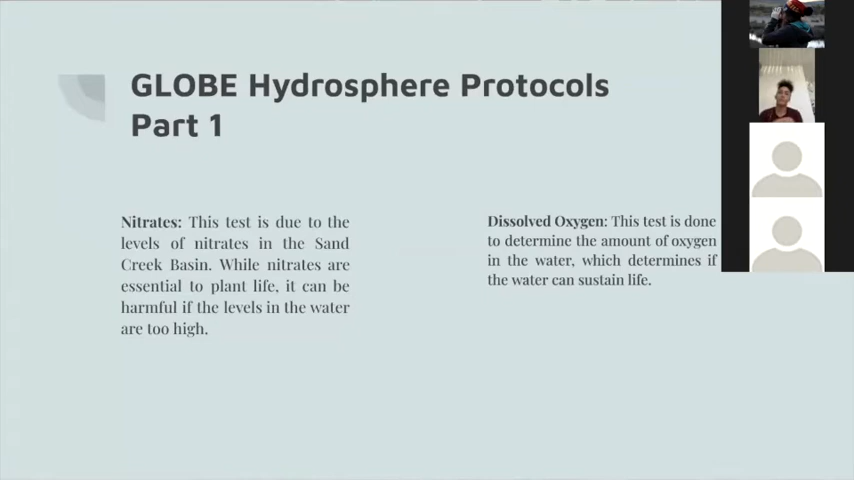 GLOBE Hydrosphere Protocols
Part 1
Nitrates: This test is due to the
levels of nitrates in the Sand
Creek Basin. While nitrates are
essential to plant life, it can be
harmful if the levels in the water
are too high.
Dissolved Oxygen: This test is done
to determine the amount of oxygen
in the water, which determines if
the water can sustain life.